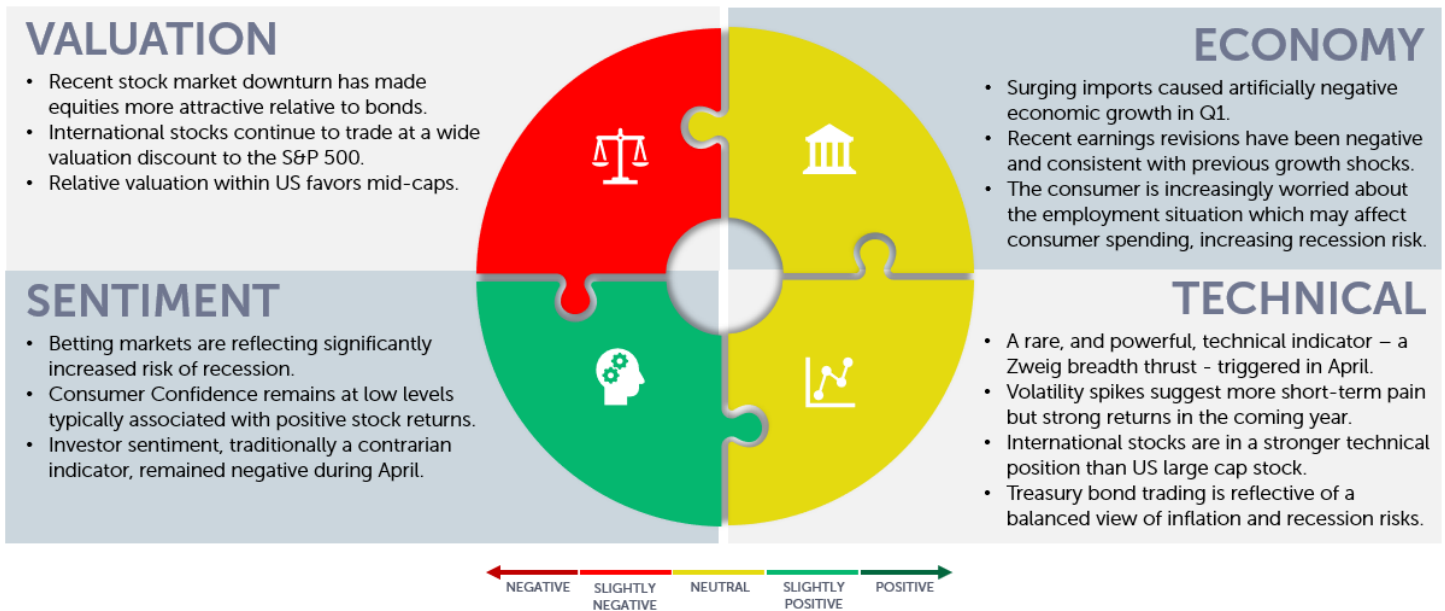 VALUATION
• Recent stock market downturn has made
equities more attractive relative to bonds.
• International stocks continue to trade at a wide
valuation discount to the S&P 500.
• Relative valuation within US favors mid-caps.
ECONOMY
• Surging imports caused artificially negative
economic growth in Q1.
• Recent earnings revisions have been negative
and consistent with previous growth shocks.
• The consumer is increasingly worried about
the employment situation which may affect
consumer spending, increasing recession risk.
SENTIMENT
• Betting markets are reflecting significantly
increased risk of recession.
• Consumer Confidence remains at low levels
typically associated with positive stock returns.
• Investor sentiment, traditionally a contrarian
indicator, remained negative during April.
TECHNICAL
• A rare, and powerful, technical indicator – a
Zweig breadth thrust - triggered in April.
• Volatility spikes suggest more short-term pain
but strong returns in the coming year.
• International stocks are in a stronger technical
position than US large cap stock.
• Treasury bond trading is reflective of a
balanced view of inflation and recession risks.
NEGATIVE
SLIGHTLY
NEGATIVE
NEUTRAL
SLIGHTLY
POSITIVE
POSITIVE